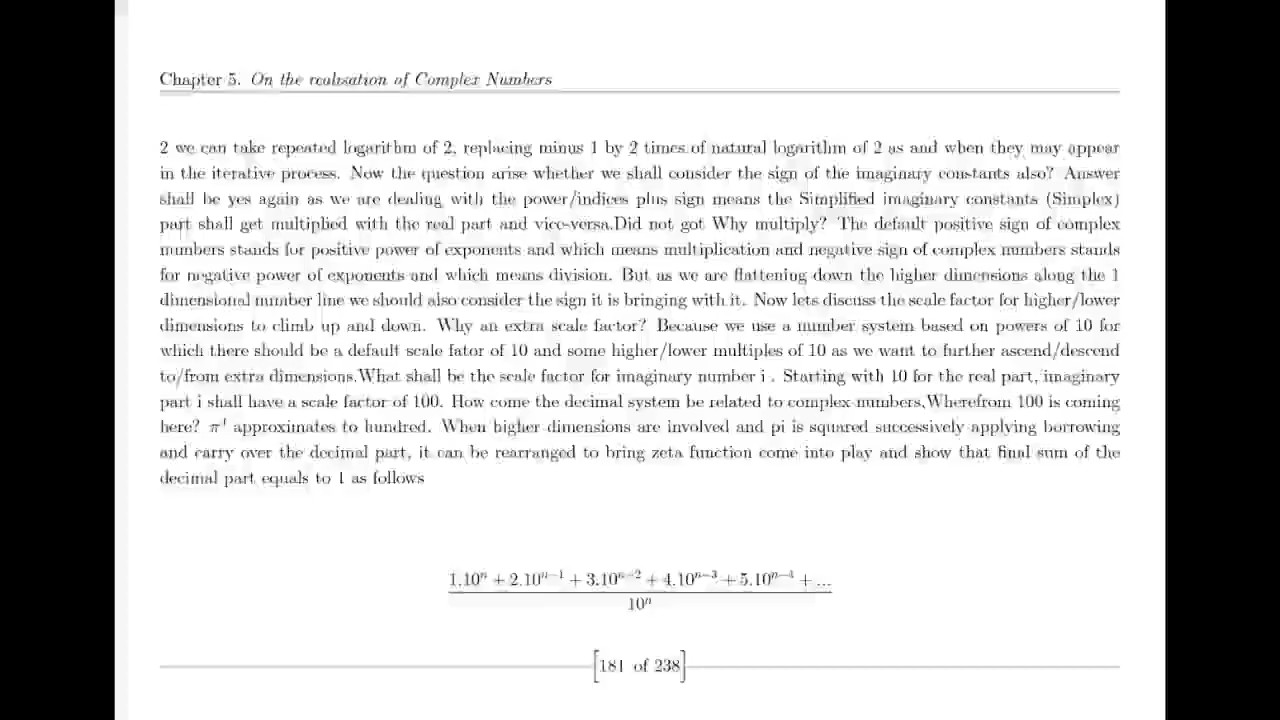 Chapter 5. On the realisation of Complex Numbers
2 we can take repeated logarithm of 2, replacing minus 1 by 2 times of natural logarithm of 2 as and when they may appear
in the iterative process. Now the question arise whether we shall consider the sign of the imaginary constants also? Answer
shall be yes again as we are dealing with the power/indices plus sign means the Simplified imaginary constants (Simplex)
part shall get multiplied with the real part and vice-versa.Did not got Why multiply? The default positive sign of complex
numbers stands for positive power of exponents and which means multiplication and negative sign of complex numbers stands
for negative power of exponents and which means division. But as we are flattening down the higher dimensions along the 1
dimensional number line we should also consider the sign it is bringing with it. Now lets discuss the scale factor for higher/lower
dimensions to climb up and down. Why an extra scale factor? Because we use a number system based on powers of 10 for
which there should be a default scale fator of 10 and some higher/lower multiples of 10 as we want to further ascend/descend
to/from extra dimensions.What shall be the scale factor for imaginary number i . Starting with 10 for the real part, imaginary
part i shall have a scale factor of 100. How come the decimal system be related to complex numbers,Wherefrom 100 is coming
here? π⁴ approximates to hundred. When higher dimensions are involved and pi is squared successively applying borrowing
and carry over the decimal part, it can be rearranged to bring zeta function come into play and show that final sum of the
decimal part equals to 1 as follows
1.10ⁿ + 2.10ⁿ⁻¹ + 3.10ⁿ⁻² + 4.10ⁿ⁻³ + 5.10ⁿ⁻⁴ + ...
10ⁿ
[181 of 238]